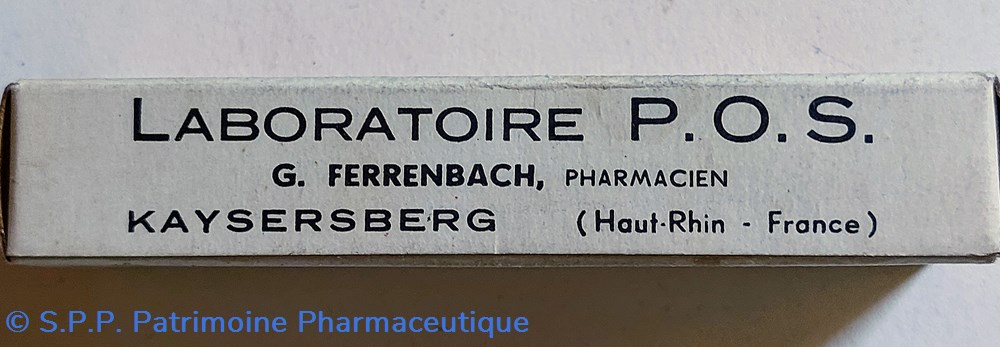 LABORATOIRE P.O.S.
G. FERRENBACH, PHARMACIEN
KAYSERSBERG (Haut-Rhin - France)
© S.P.P. Patrimoine Pharmaceutique